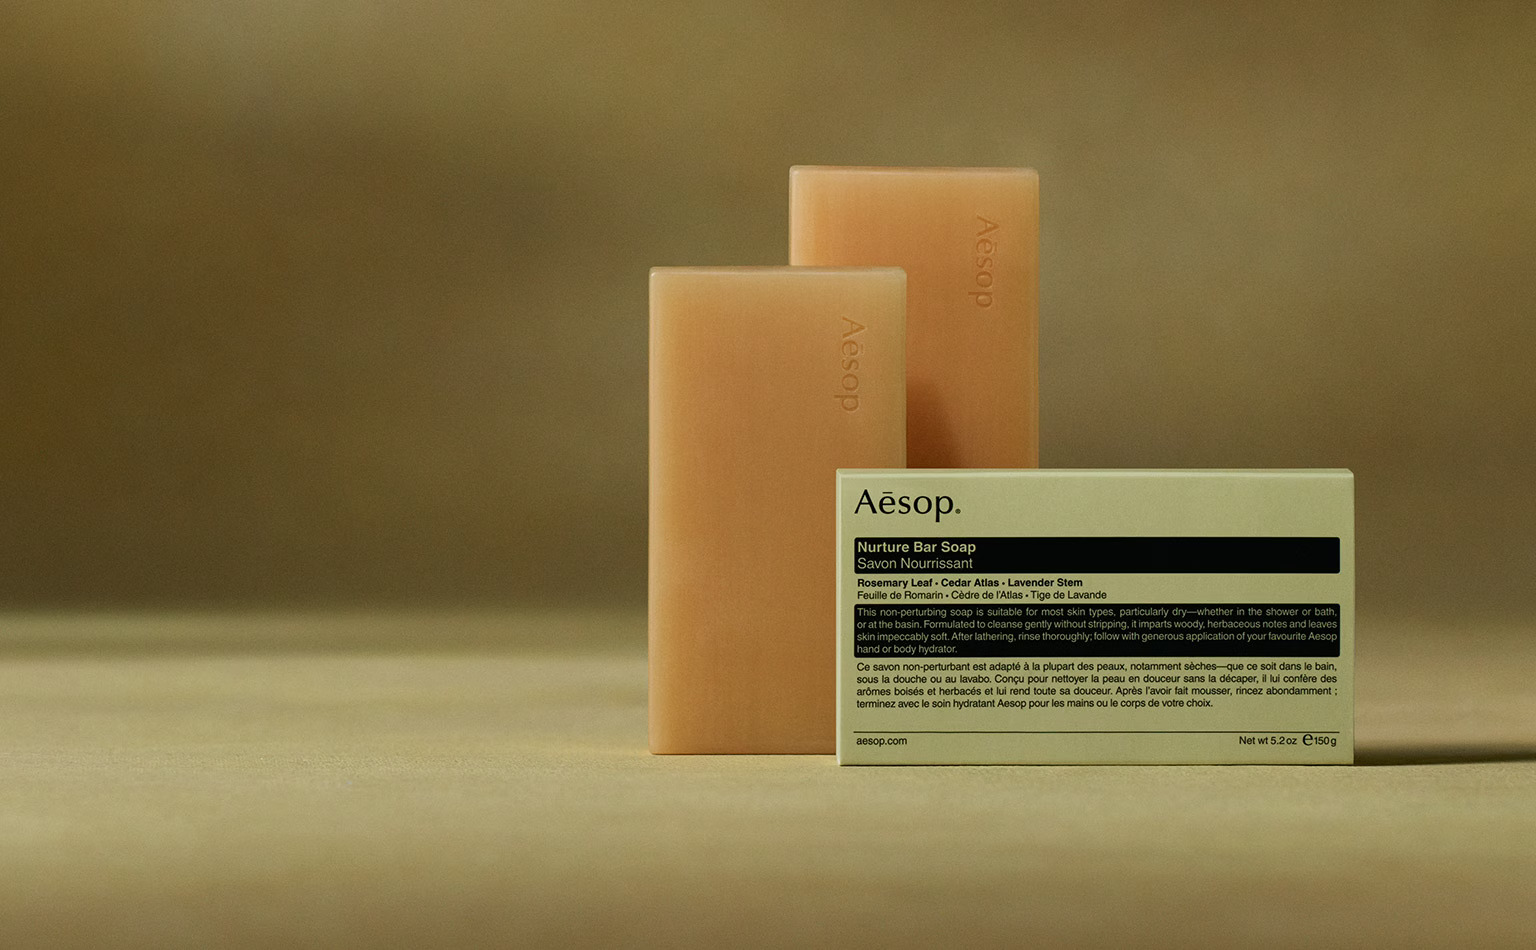 Aēsop
Aēsop
Aēsop®
Nurture Bar Soap
Savon Nourrissant
Rosemary Leaf • Cedar Atlas • Lavender Stem
Feuille de Romarin • Cèdre de l'Atlas • Tige de Lavande
This non-perturbing soap is suitable for most skin types, particularly dry—whether in the shower or bath,
or at the basin. Formulated to cleanse gently without stripping, it imparts woody, herbaceous notes and leaves
skin impeccably soft. After lathering, rinse thoroughly; follow with generous application of your favourite Aesop
hand or body hydrator.
Ce savon non-perturbant est adapté à la plupart des peaux, notamment sèches—que ce soit dans le bain,
sous la douche ou au lavabo. Conçu pour nettoyer la peau en douceur sans la décaper, il lui confère des
arômes boisés et herbacés et lui rend toute sa douceur. Après l'avoir fait mousser, rincez abondamment ;
terminez avec le soin hydratant Aesop pour les mains ou le corps de votre choix.
aesop.com
Net wt 5.2 oz ℮150 g